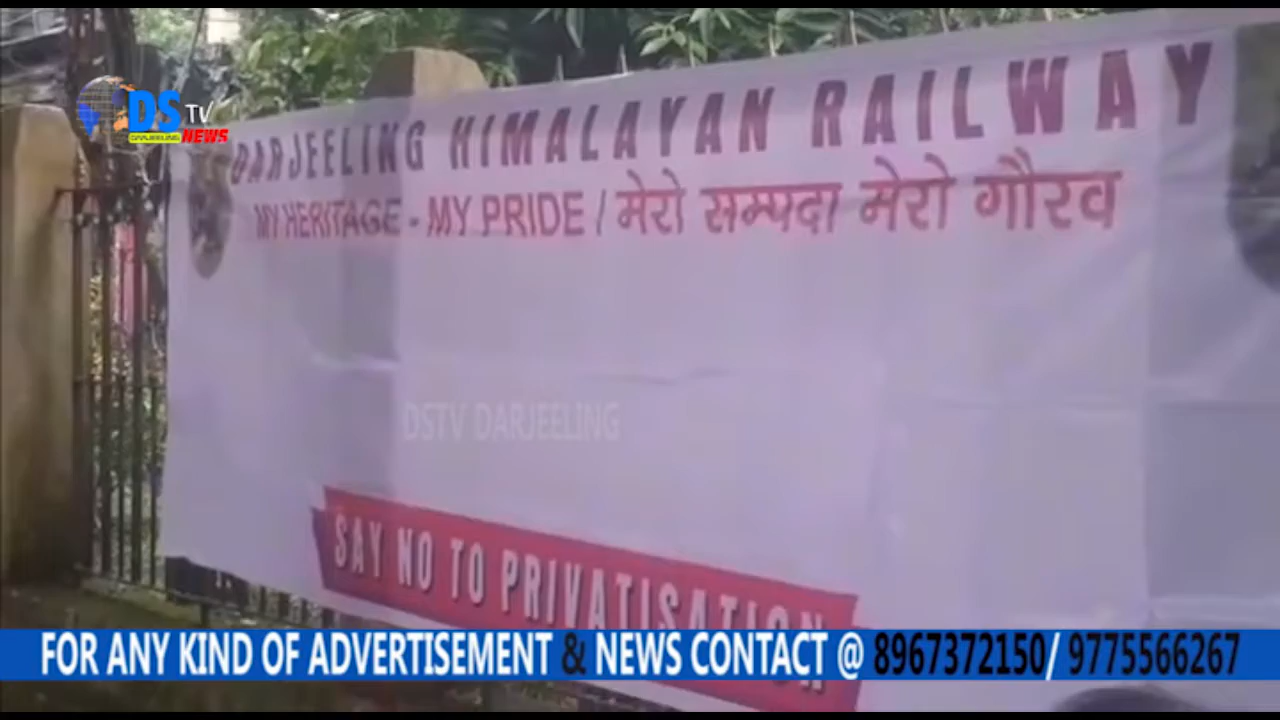 DS TV
DARJEELING NEWS
DARJEELING HIMALAYAN RAILWAY
MY HERITAGE - MY PRIDE / मेरो सम्पदा मेरो गौरव
DSTV DARJEELING
SAY NO TO PRIVATISATION
FOR ANY KIND OF ADVERTISEMENT & NEWS CONTACT @ 8967372150/ 9775566267